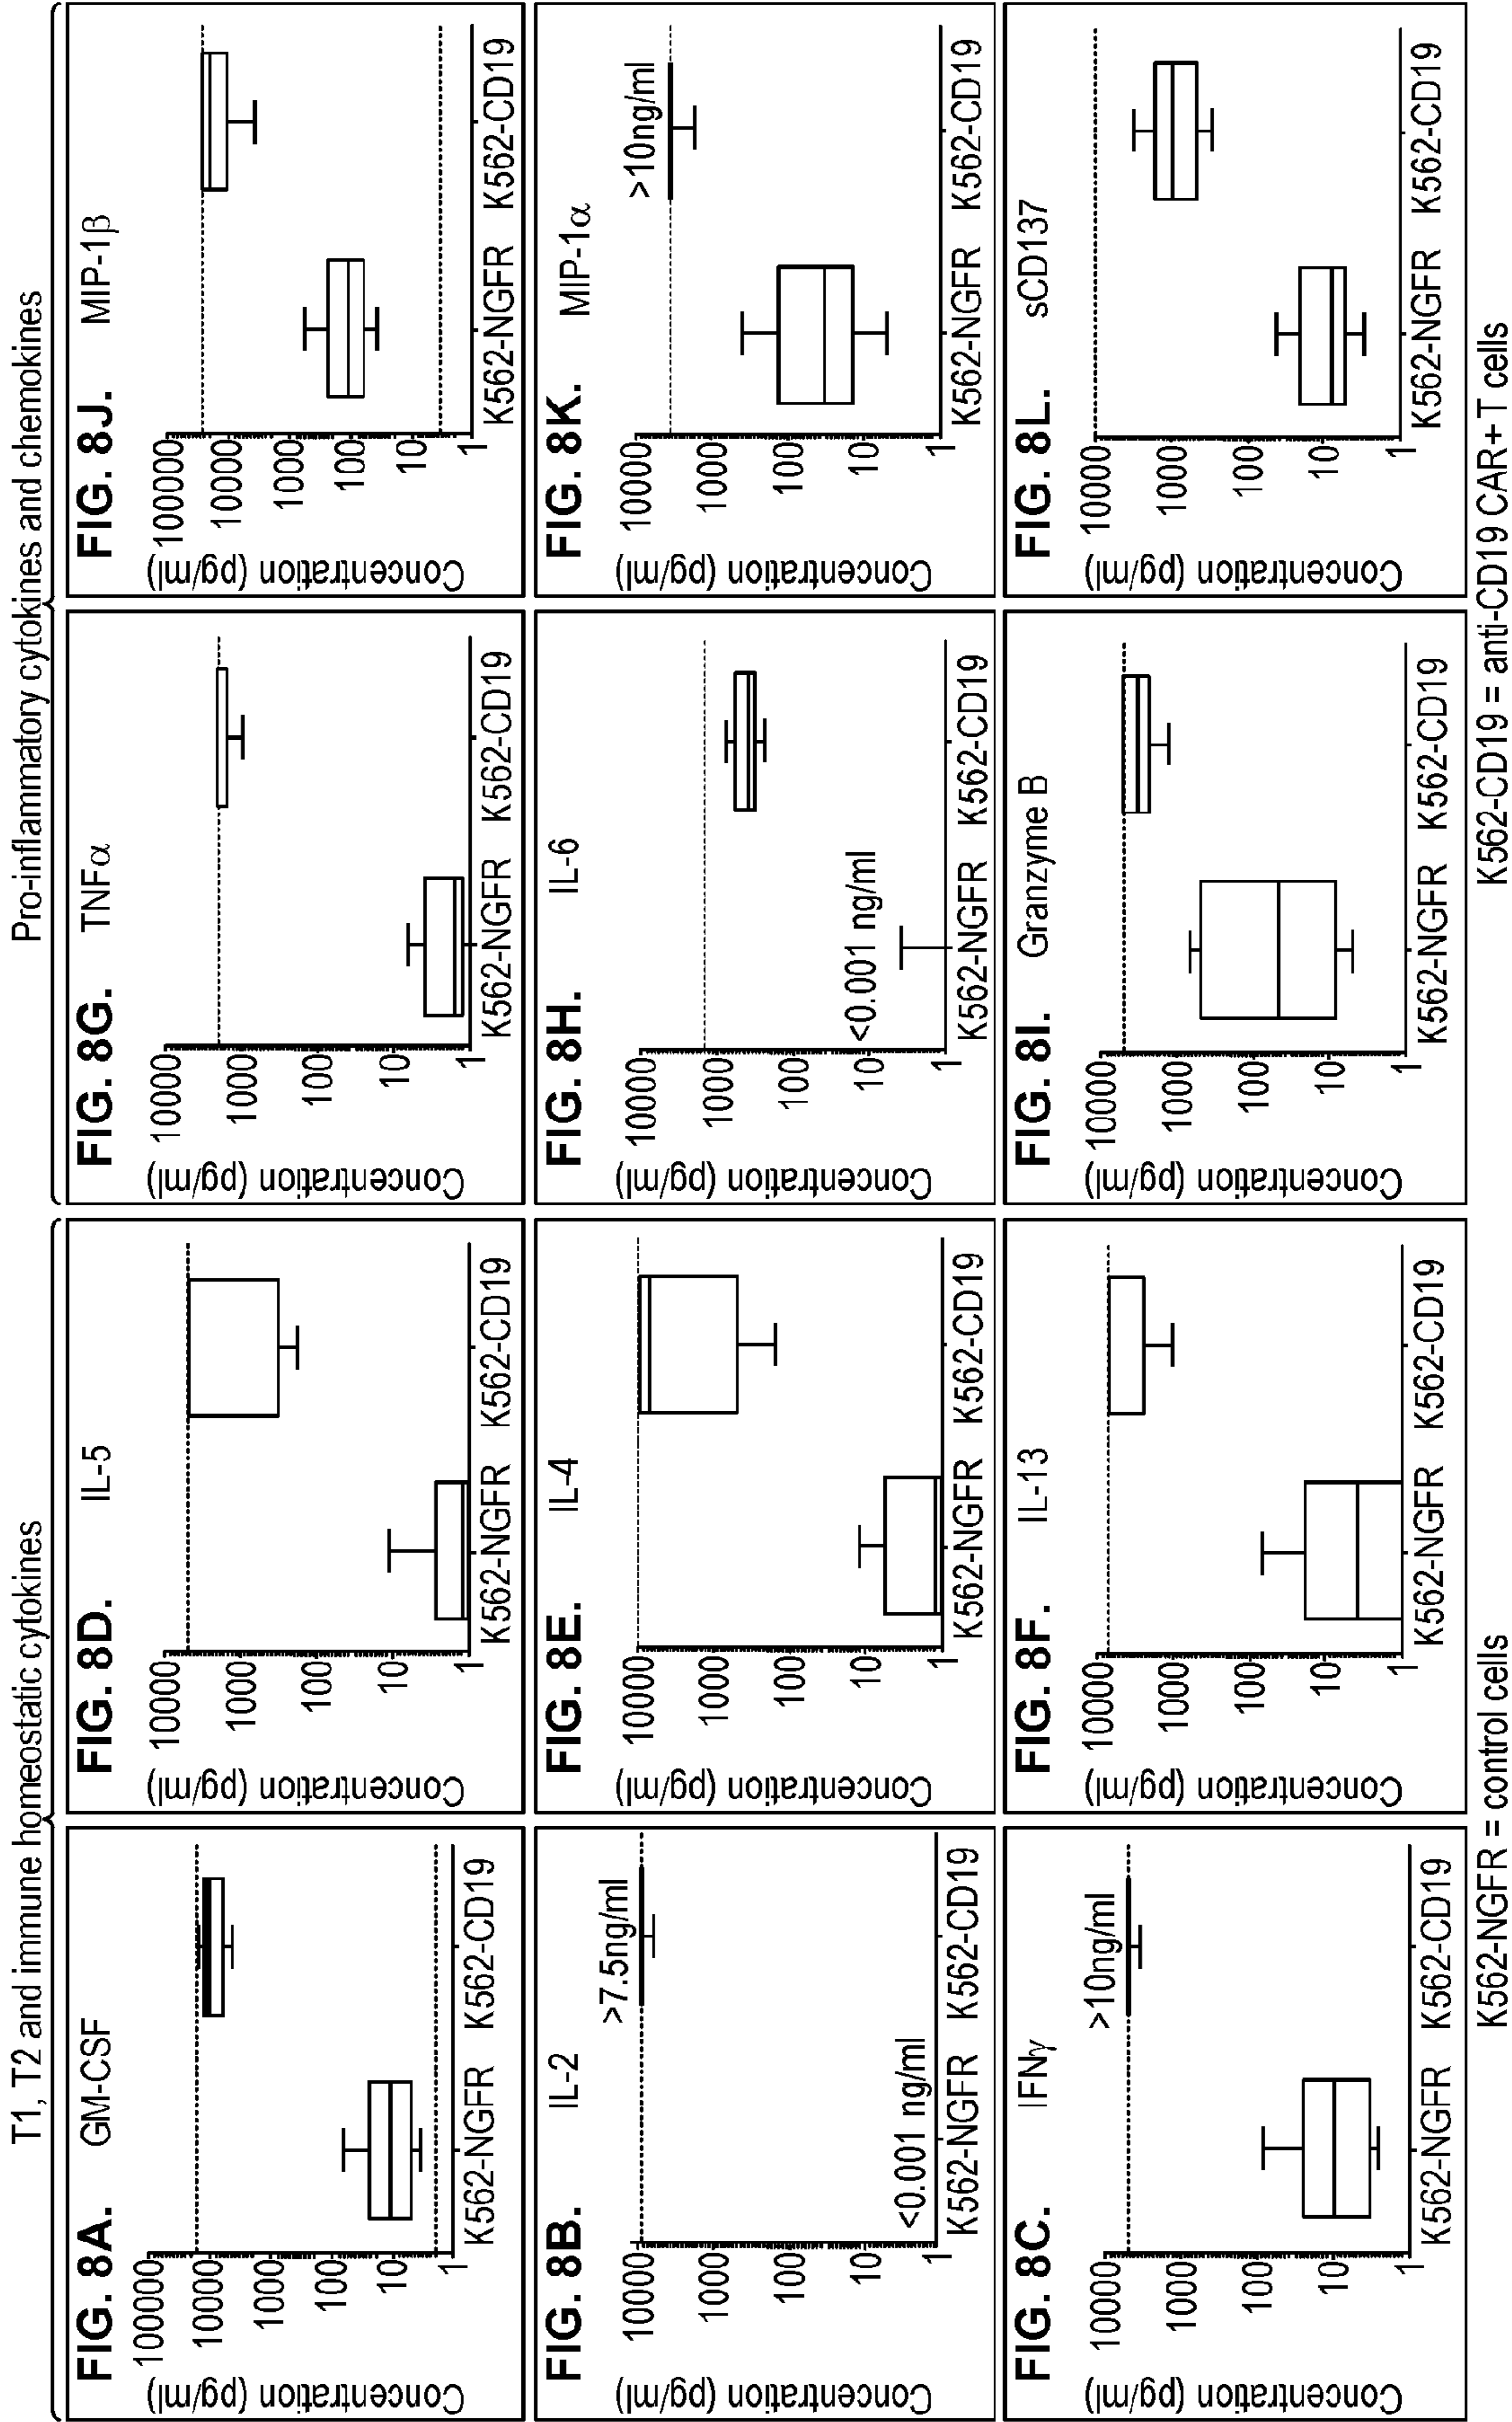 T1, T2 and immune homeostatic cytokines
FIG. 8A.
GM-CSF
Concentration (pg/ml)
100000
10000
1000
100
10
1
K562-NGFR K562-CD19
FIG. 8B.
IL-2
Concentration (pg/ml)
10000
1000
100
10
1
>7.5ng/ml
<0.001 ng/ml
K562-NGFR K562-CD19
FIG. 8C.
IFNγ
Concentration (pg/ml)
10000
1000
100
10
1
>10ng/ml
K562-NGFR K562-CD19
FIG. 8D.
IL-5
Concentration (pg/ml)
10000
1000
100
10
1
K562-NGFR K562-CD19
FIG. 8E.
IL-4
Concentration (pg/ml)
10000
1000
100
10
1
K562-NGFR K562-CD19
FIG. 8F.
IL-13
Concentration (pg/ml)
10000
1000
100
10
1
K562-NGFR K562-CD19
Pro-inflammatory cytokines and chemokines
FIG. 8G.
TNFα
Concentration (pg/ml)
10000
1000
100
10
1
K562-NGFR K562-CD19
FIG. 8H.
IL-6
Concentration (pg/ml)
10000
1000
100
10
1
<0.001 ng/ml
K562-NGFR K562-CD19
FIG. 8I.
Granzyme B
Concentration (pg/ml)
10000
1000
100
10
1
K562-NGFR K562-CD19
FIG. 8J.
MIP-1β
Concentration (pg/ml)
100000
10000
1000
100
10
1
K562-NGFR K562-CD19
FIG. 8K.
MIP-1α
Concentration (pg/ml)
10000
1000
100
10
1
>10ng/ml
K562-NGFR K562-CD19
FIG. 8L.
sCD137
Concentration (pg/ml)
10000
1000
100
10
1
K562-NGFR K562-CD19
K562-NGFR = control cells
K562-CD19 = anti-CD19 CAR+ T cells